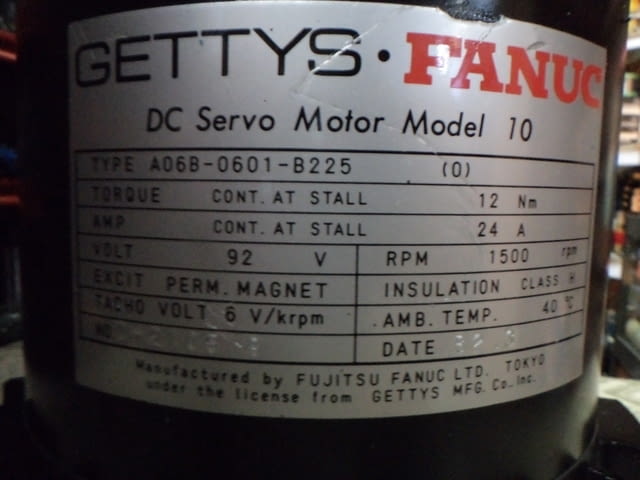 GETTYS · FANUC
DC Servo Motor Model 10
TYPE A06B-0601-B225 (0)
TORQUE CONT. AT STALL 12 Nm
AMP CONT. AT STALL 24 A
VOLT 92 V RPM 1500 rpm
EXCIT PERM. MAGNET INSULATION CLASS H
TACHO VOLT 6 V/krpm AMB. TEMP. 40 °C
NO DATE
Manufactured by FUJITSU FANUC LTD. TOKYO
under the license from GETTYS MFG. Co., Inc.